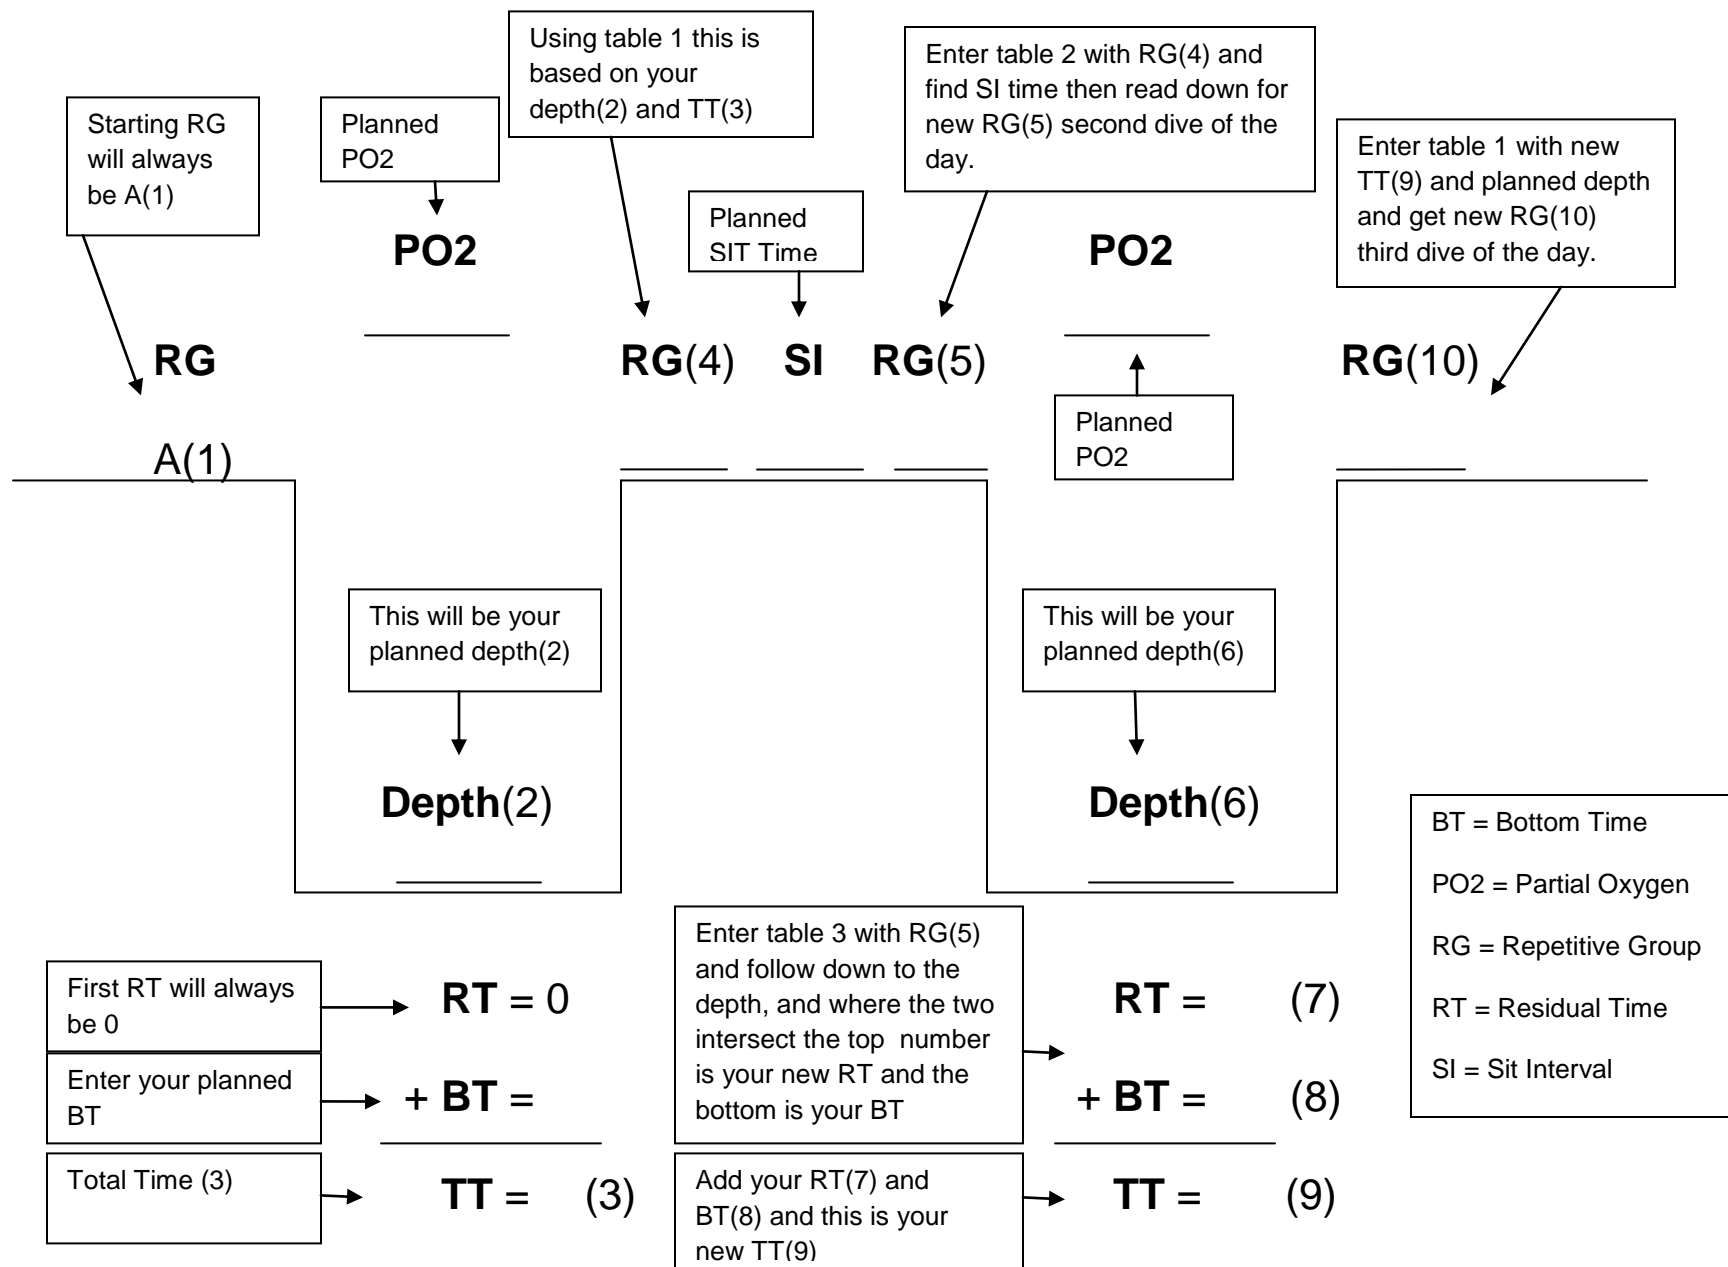 Using table 1 this is
based on your
depth(2) and TT(3)
Enter table 2 with RG(4) and
find SI time then read down for
new RG(5) second dive of the
day.
Starting RG
will always
be A(1)
Planned
PO2
Enter table 1 with new
TT(9) and planned depth
and get new RG(10)
third dive of the day.
Planned
SIT Time
PO2
PO2
RG
RG(4)
SI
RG(5)
RG(10)
Planned
PO2
A(1)
This will be your
planned depth(2)
This will be your
planned depth(6)
Depth(2)
Depth(6)
BT = Bottom Time
PO2 = Partial Oxygen
RG = Repetitive Group
RT = Residual Time
SI = Sit Interval
First RT will always
be 0
RT = 0
Enter table 3 with RG(5)
and follow down to the
depth, and where the two
intersect the top number
is your new RT and the
bottom is your BT
RT = (7)
Enter your planned
BT
+ BT =
+ BT = (8)
Total Time (3)
TT = (3)
Add your RT(7) and
BT(8) and this is your
new TT(9)
TT = (9)